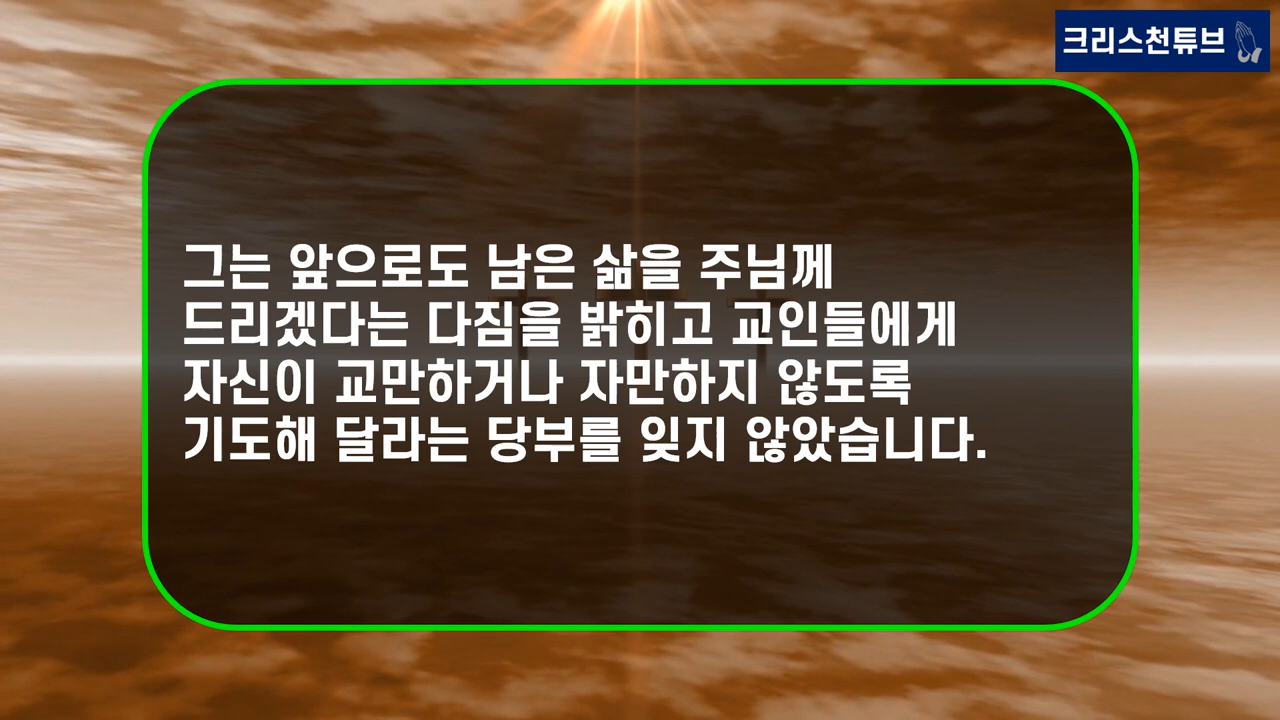 크리스천튜브
그는 앞으로도 남은 삶을 주님께
드리겠다는 다짐을 밝히고 교인들에게
자신이 교만하거나 자만하지 않도록
기도해 달라는 당부를 잊지 않았습니다.